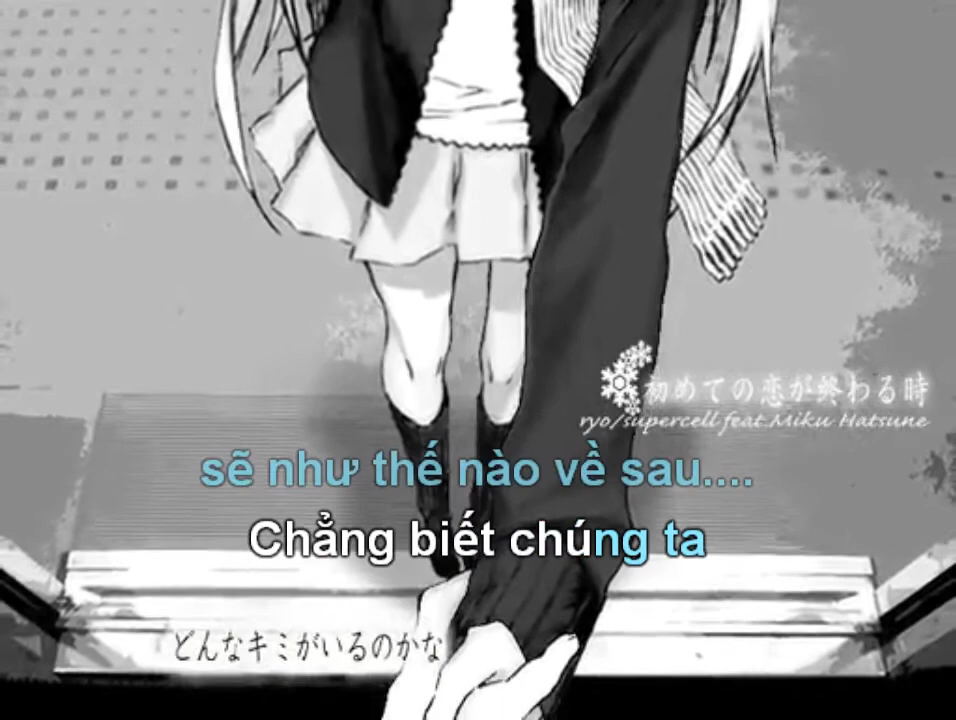 初めての恋が終わる時
ryo/supercell feat.Miku Hatsune
sẽ như thế nào về sau....
Chẳng biết chúng ta
どんなキミがいるのかな